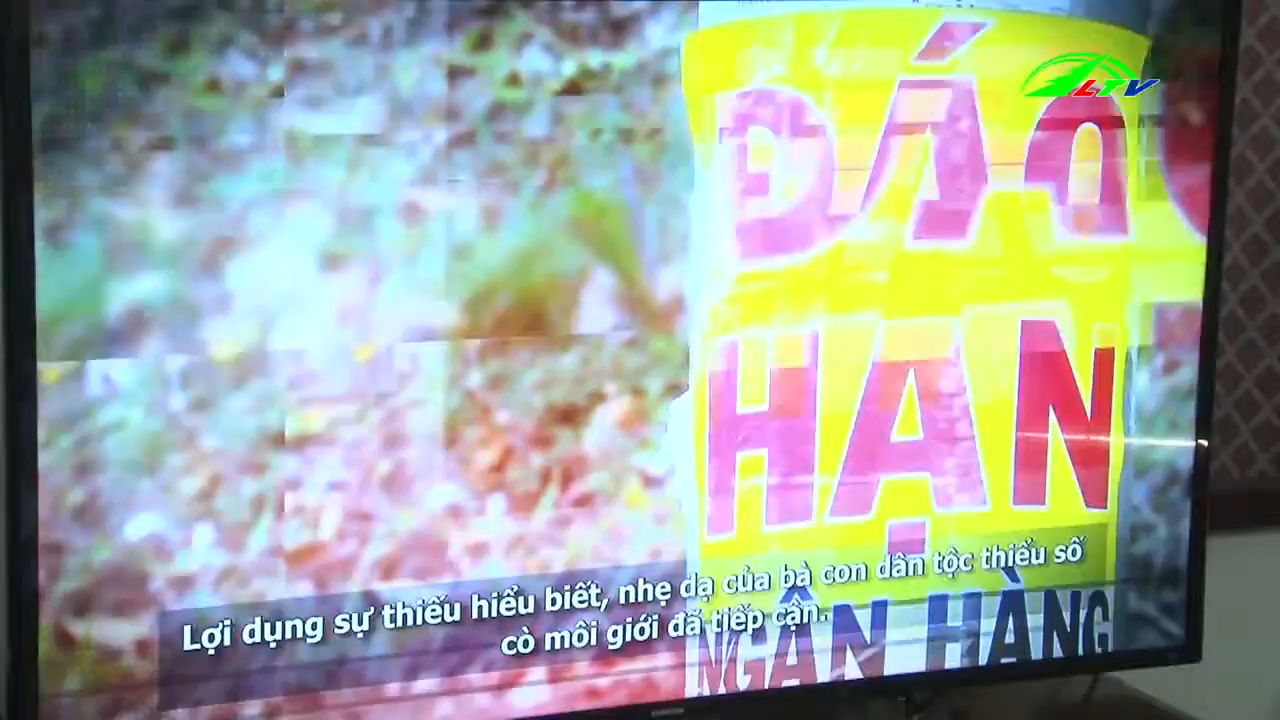 LTV
ĐÁO
HẠN
NGÂN HÀNG
Lợi dụng sự thiếu hiểu biết, nhẹ dạ của bà con dân tộc thiểu số
cò môi giới đã tiếp cận.